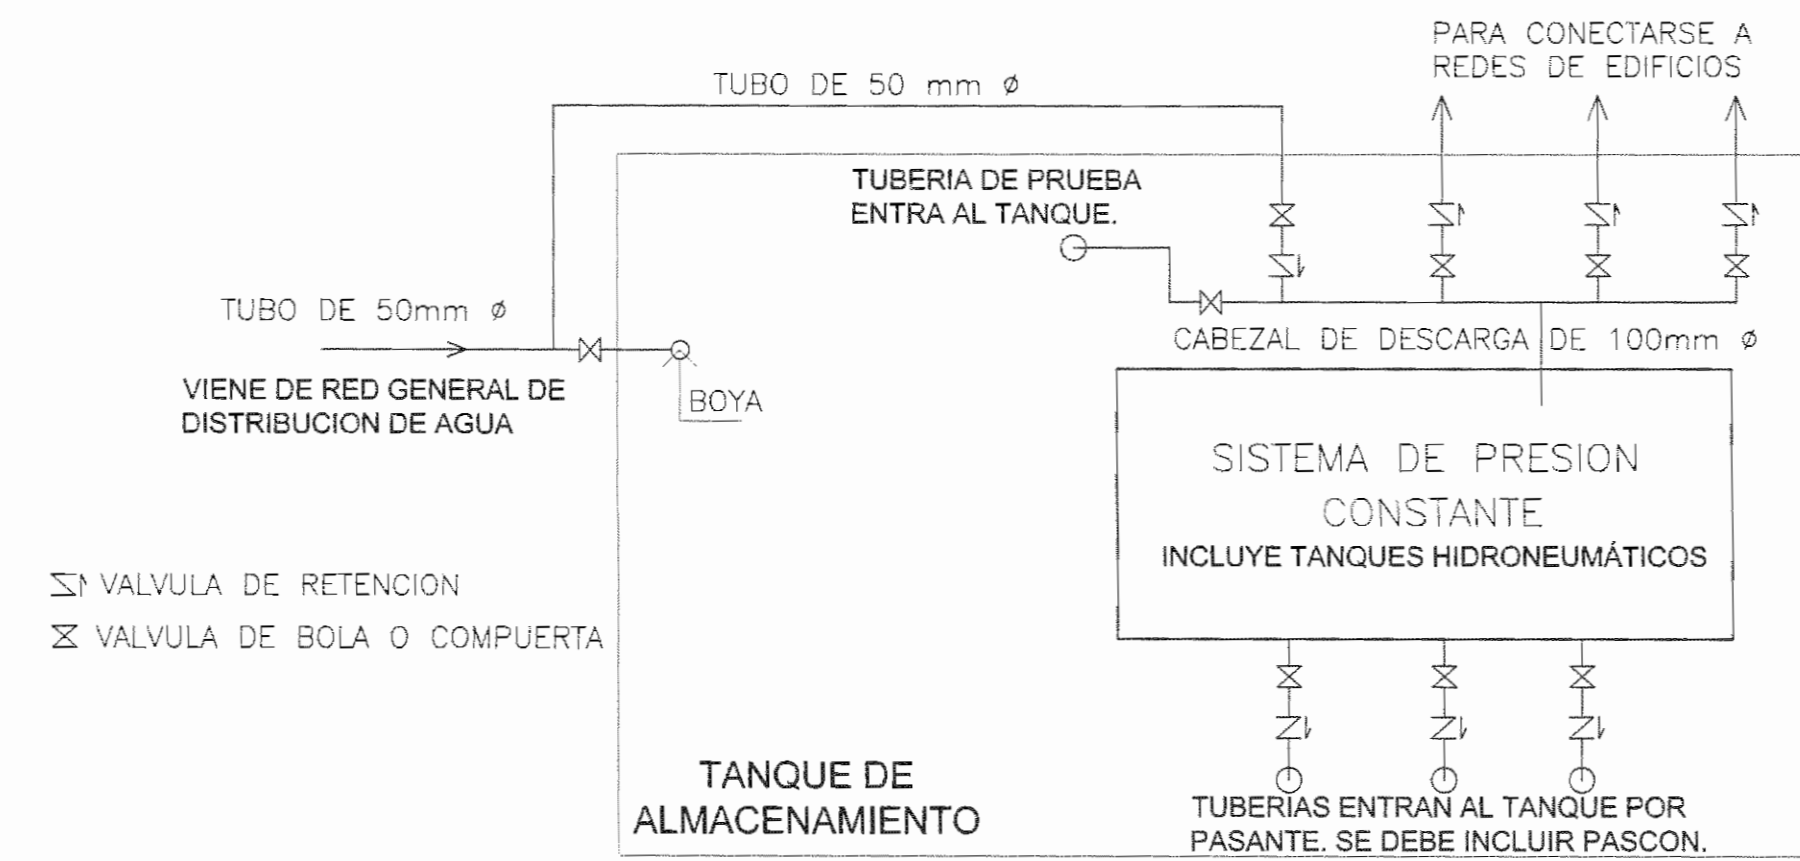 PARA CONECTARSE A
REDES DE EDIFICIOS
TUBO DE 50 mm ø
TUBERIA DE PRUEBA
ENTRA AL TANQUE.
TUBO DE 50mm ø
CABEZAL DE DESCARGA DE 100mm ø
VIENE DE RED GENERAL DE
DISTRIBUCION DE AGUA
BOYA
SISTEMA DE PRESION
CONSTANTE
INCLUYE TANQUES HIDRONEUMÁTICOS
VALVULA DE RETENCION
VALVULA DE BOLA O COMPUERTA
TANQUE DE
ALMACENAMIENTO
TUBERIAS ENTRAN AL TANQUE POR
PASANTE. SE DEBE INCLUIR PASCON.